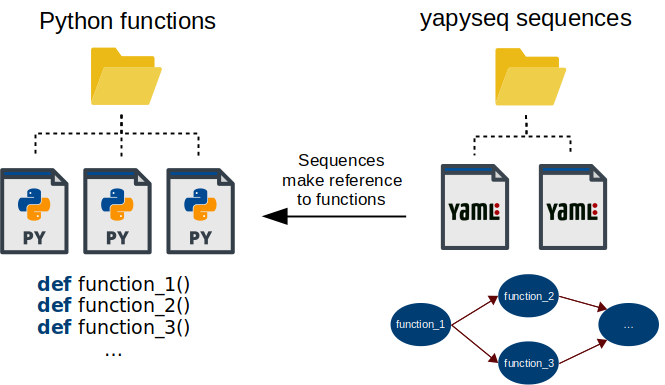 Python functions
yapyseq sequences
PY
PY
PY
Sequences
make reference
to functions
YAML:
YAML:
def function_1()
def function_2()
def function_3()
...
function_1
function_2
function_3
...